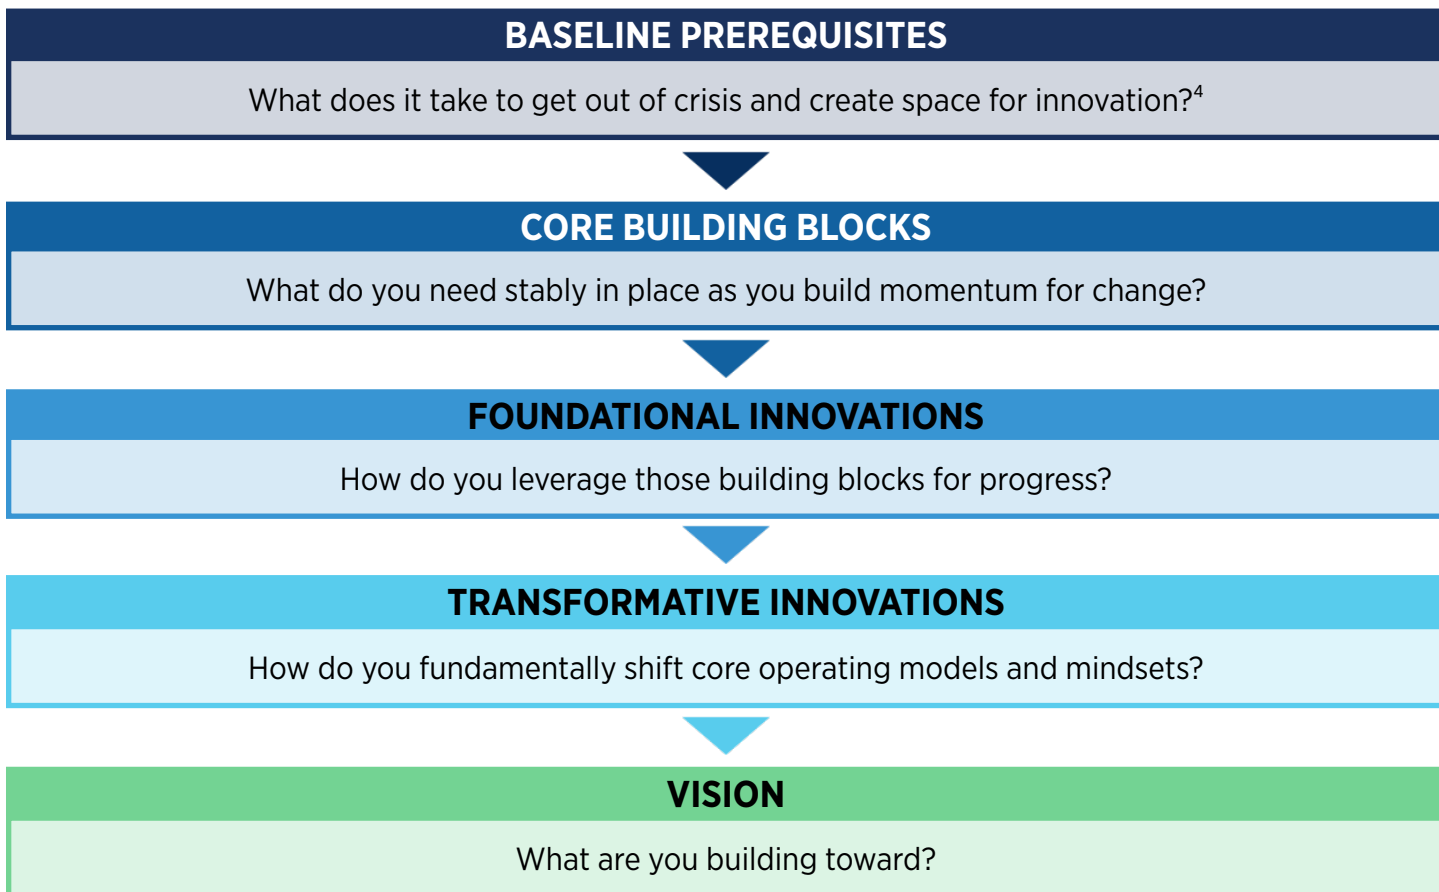 BASELINE PREREQUISITES
What does it take to get out of crisis and create space for innovation?⁴
CORE BUILDING BLOCKS
What do you need stably in place as you build momentum for change?
FOUNDATIONAL INNOVATIONS
How do you leverage those building blocks for progress?
TRANSFORMATIVE INNOVATIONS
How do you fundamentally shift core operating models and mindsets?
VISION
What are you building toward?